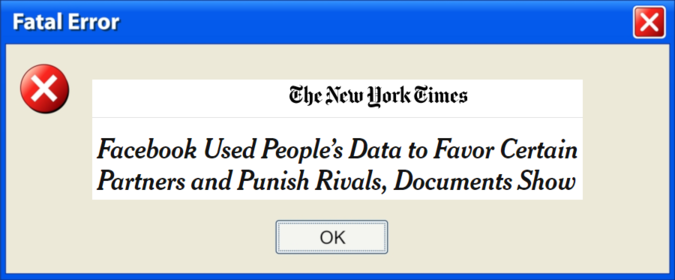 Fatal Error
The New York Times
Facebook Used People's Data to Favor Certain
Partners and Punish Rivals, Documents Show
OK